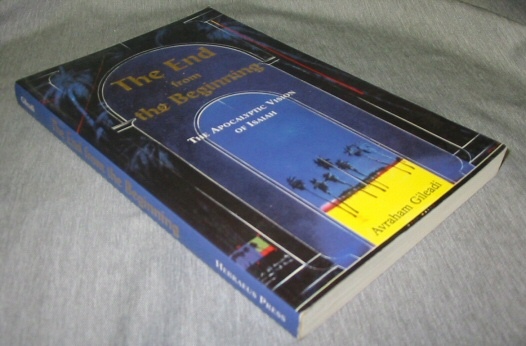 The End
from
the Beginning
The Apocalyptic Vision
of Isaiah
Avraham Gileadi
The End from the Beginning
Hebraeus Press